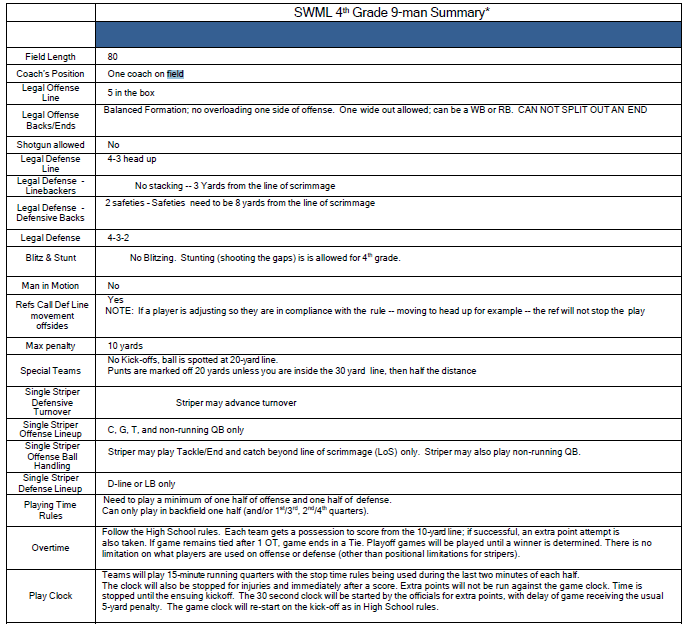 SWML 4th Grade 9-man Summary*
Field Length
80
Coach's Position
One coach on field
Legal Offense
Line
5 in the box
Legal Offense
Backs/Ends
Balanced Formation; no overloading one side of offense. One wide out allowed; can be a WB or RB. CAN NOT SPLIT OUT AN END
Shotgun allowed
No
Legal Defense
Line
4-3 head up
Legal Defense -
Linebackers
No stacking -- 3 Yards from the line of scrimmage
Legal Defense -
Defensive Backs
2 safeties - Safeties need to be 8 yards from the line of scrimmage
Legal Defense
4-3-2
Blitz & Stunt
No Blitzing. Stunting (shooting the gaps) is is allowed for 4th grade.
Man in Motion
No
Refs Call Def Line
movement
offsides
Yes
NOTE: If a player is adjusting so they are in compliance with the rule -- moving to head up for example -- the ref will not stop the play
Max penalty
10 yards
Special Teams
No Kick-offs, ball is spotted at 20-yard line.
Punts are marked off 20 yards unless you are inside the 30 yard line, then half the distance
Single Striper
Defensive
Turnover
Striper may advance turnover
Single Striper
Offense Lineup
C, G, T, and non-running QB only
Single Striper
Offense Ball
Handling
Striper may play Tackle/End and catch beyond line of scrimmage (LoS) only. Striper may also play non-running QB.
Single Striper
Defense Lineup
D-line or LB only
Playing Time
Rules
Need to play a minimum of one half of offense and one half of defense.
Can only play in backfield one half (and/or 1st/3rd, 2nd/4th quarters).
Overtime
Follow the High School rules. Each team gets a possession to score from the 10-yard line; if successful, an extra point attempt is
also taken. If game remains tied after 1 OT, game ends in a Tie. Playoff games will be played until a winner is determined. There is no
limitation on what players are used on offense or defense (other than positional limitations for stripers).
Play Clock
Teams will play 15-minute running quarters with the stop time rules being used during the last two minutes of each half.
The clock will also be stopped for injuries and immediately after a score. Extra points will not be run against the game clock. Time is
stopped until the ensuing kickoff. The 30 second clock will be started by the officials for extra points, with delay of game receiving the usual
5-yard penalty. The game clock will re-start on the kick-off as in High School rules.